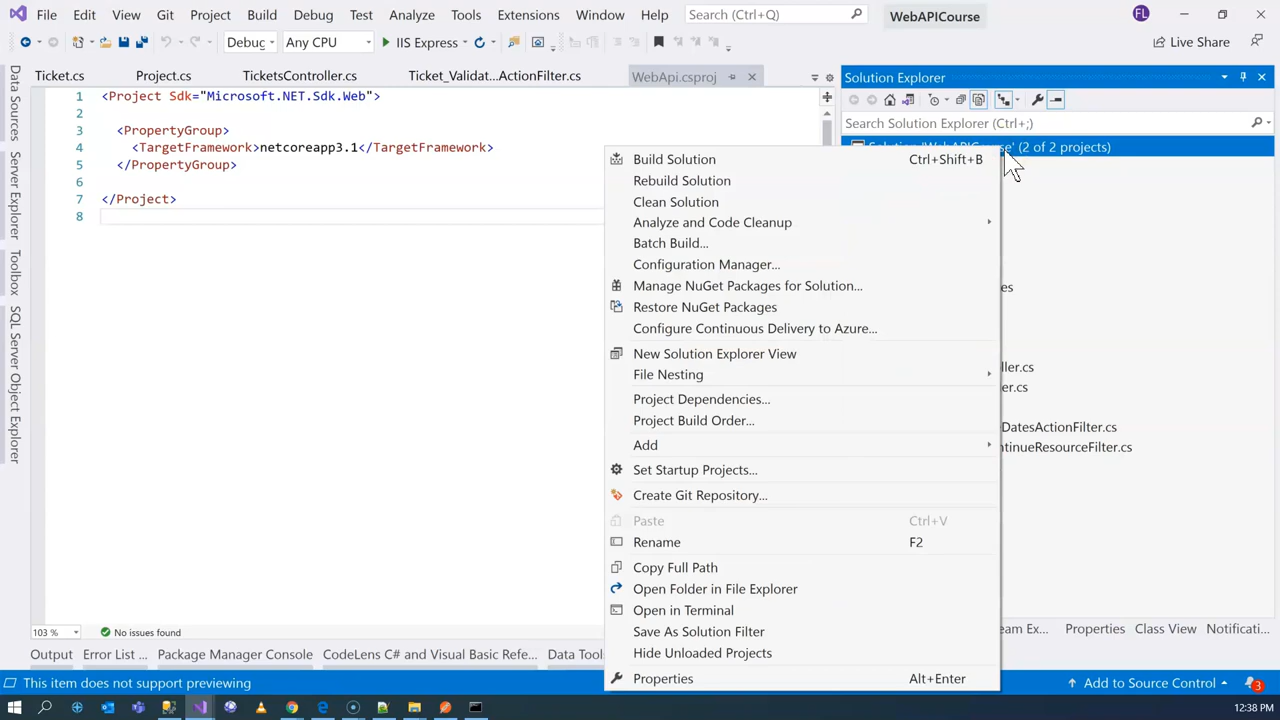 File Edit View Git Project Build Debug Test Analyze Tools Extensions Window Help Search (Ctrl+Q) WebAPICourse FL
Debug Any CPU IIS Express Live Share
Ticket.cs Project.cs TicketsController.cs Ticket_Validat...ActionFilter.cs WebApi.csproj
Solution Explorer
Search Solution Explorer (Ctrl+;)
Solution 'WebAPICourse' (2 of 2 projects)
Data Sources
Server Explorer
Toolbox
SQL Server Object Explorer
1 <Project Sdk="Microsoft.NET.Sdk.Web">
2
3 <PropertyGroup>
4 <TargetFramework>netcoreapp3.1</TargetFramework>
5 </PropertyGroup>
6
7 </Project>
8
Build Solution Ctrl+Shift+B
Rebuild Solution
Clean Solution
Analyze and Code Cleanup
Batch Build...
Configuration Manager...
Manage NuGet Packages for Solution...
Restore NuGet Packages
Configure Continuous Delivery to Azure...
New Solution Explorer View
File Nesting
Project Dependencies...
Project Build Order...
Add
Set Startup Projects...
Create Git Repository...
Paste Ctrl+V
Rename F2
Copy Full Path
Open Folder in File Explorer
Open in Terminal
Save As Solution Filter
Hide Unloaded Projects
Properties Alt+Enter
es
ller.cs
er.cs
DatesActionFilter.cs
ntinueResourceFilter.cs
103 % No issues found
eam Ex... Properties Class View Notificati...
Output Error List ... Package Manager Console CodeLens C# and Visual Basic Refe... Data Tools
This item does not support previewing Add to Source Control 3
12:38 PM